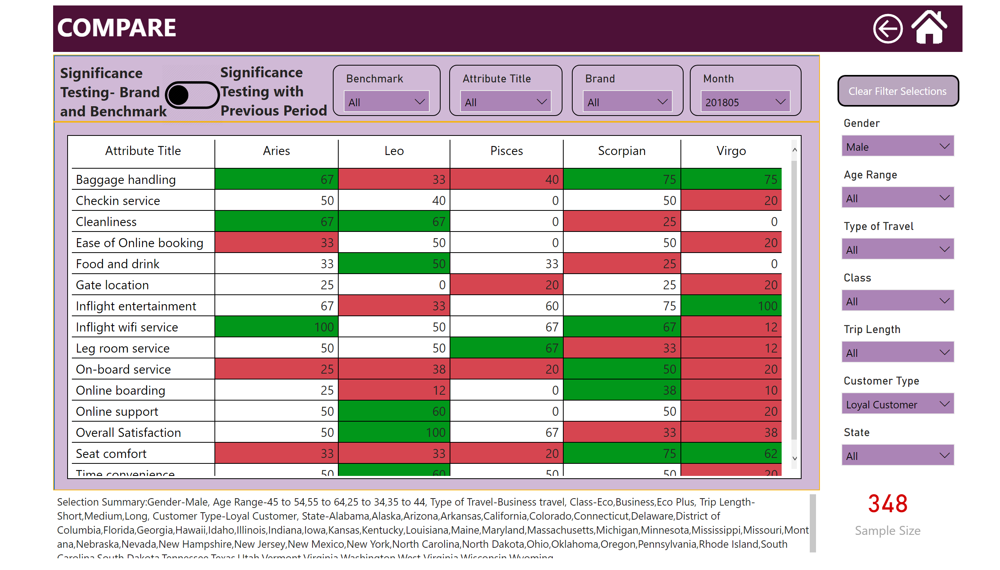 COMPARE
Significance
Testing- Brand
and Benchmark
Significance
Testing with
Previous Period
Benchmark
All
Attribute Title
All
Brand
All
Month
201805
Clear Filter Selections
Gender
Male
Age Range
All
Type of Travel
All
Class
All
Trip Length
All
Customer Type
Loyal Customer
State
All
Attribute Title Aries Leo Pisces Scorpian Virgo
Baggage handling 67 33 40 75 75
Checkin service 50 40 0 50 20
Cleanliness 67 67 0 25 0
Ease of Online booking 33 50 0 50 20
Food and drink 33 50 33 25 0
Gate location 25 0 20 25 20
Inflight entertainment 67 33 60 75 100
Inflight wifi service 100 50 67 67 12
Leg room service 50 50 67 33 12
On-board service 25 38 20 50 20
Online boarding 25 12 0 38 10
Online support 50 60 0 50 20
Overall Satisfaction 50 100 67 33 38
Seat comfort 33 33 20 75 62
Time convenience 50 60 50 50 20
Selection Summary:Gender-Male, Age Range-45 to 54,55 to 64,25 to 34,35 to 44, Type of Travel-Business travel, Class-Eco,Business,Eco Plus, Trip Length-
Short,Medium,Long, Customer Type-Loyal Customer, State-Alabama,Alaska,Arizona,Arkansas,California,Colorado,Connecticut,Delaware,District of
Columbia,Florida,Georgia,Hawaii,Idaho,Illinois,Indiana,Iowa,Kansas,Kentucky,Louisiana,Maine,Maryland,Massachusetts,Michigan,Minnesota,Mississippi,Missouri,Mont
ana,Nebraska,Nevada,New Hampshire,New Jersey,New Mexico,New York,North Carolina,North Dakota,Ohio,Oklahoma,Oregon,Pennsylvania,Rhode Island,South
Carolina,South Dakota,Tennessee,Texas,Utah,Vermont,Virginia,Washington,West Virginia,Wisconsin,Wyoming
348
Sample Size